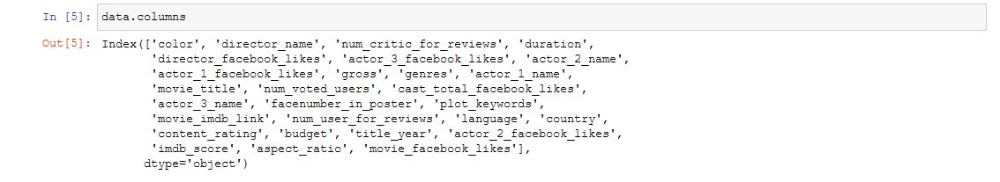 In [5]: data.columns
Out[5]: Index(['color', 'director_name', 'num_critic_for_reviews', 'duration',
'director_facebook_likes', 'actor_3_facebook_likes', 'actor_2_name',
'actor_1_facebook_likes', 'gross', 'genres', 'actor_1_name',
'movie_title', 'num_voted_users', 'cast_total_facebook_likes',
'actor_3_name', 'facenumber_in_poster', 'plot_keywords',
'movie_imdb_link', 'num_user_for_reviews', 'language', 'country',
'content_rating', 'budget', 'title_year', 'actor_2_facebook_likes',
'imdb_score', 'aspect_ratio', 'movie_facebook_likes'],
dtype='object')